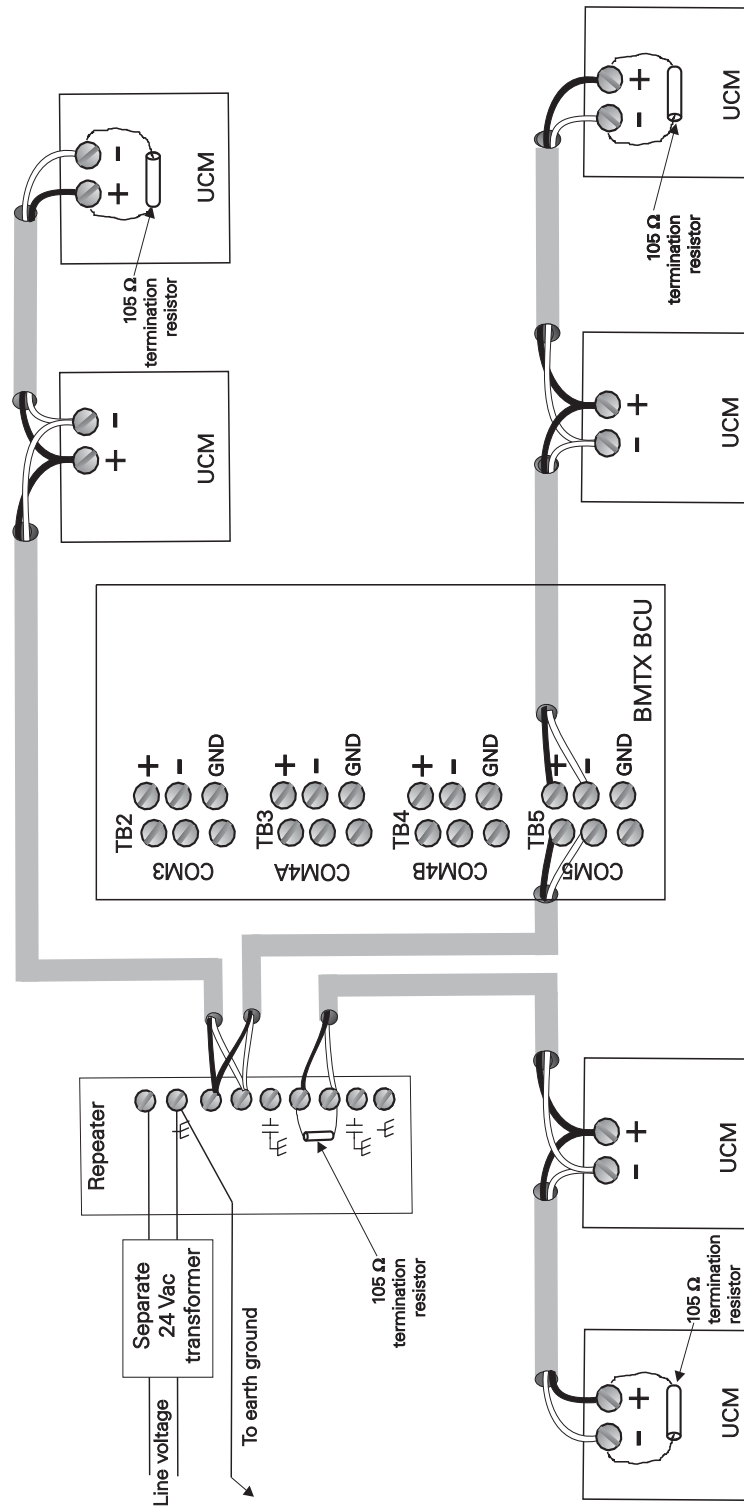 UCM
105 Ω
termination
resistor
+
-
UCM
+
-
UCM
105 Ω
termination
resistor
+
-
UCM
+
-
BMTX BCU
TB2
+
-
GND
COM3
TB3
+
-
GND
COM4A
TB4
+
-
GND
COM4B
TB5
+
-
GND
COM5
Repeater
Separate
24 Vac
transformer
Line voltage
To earth ground
105 Ω
termination
resistor
UCM
+
-
UCM
+
-
105 Ω
termination
resistor